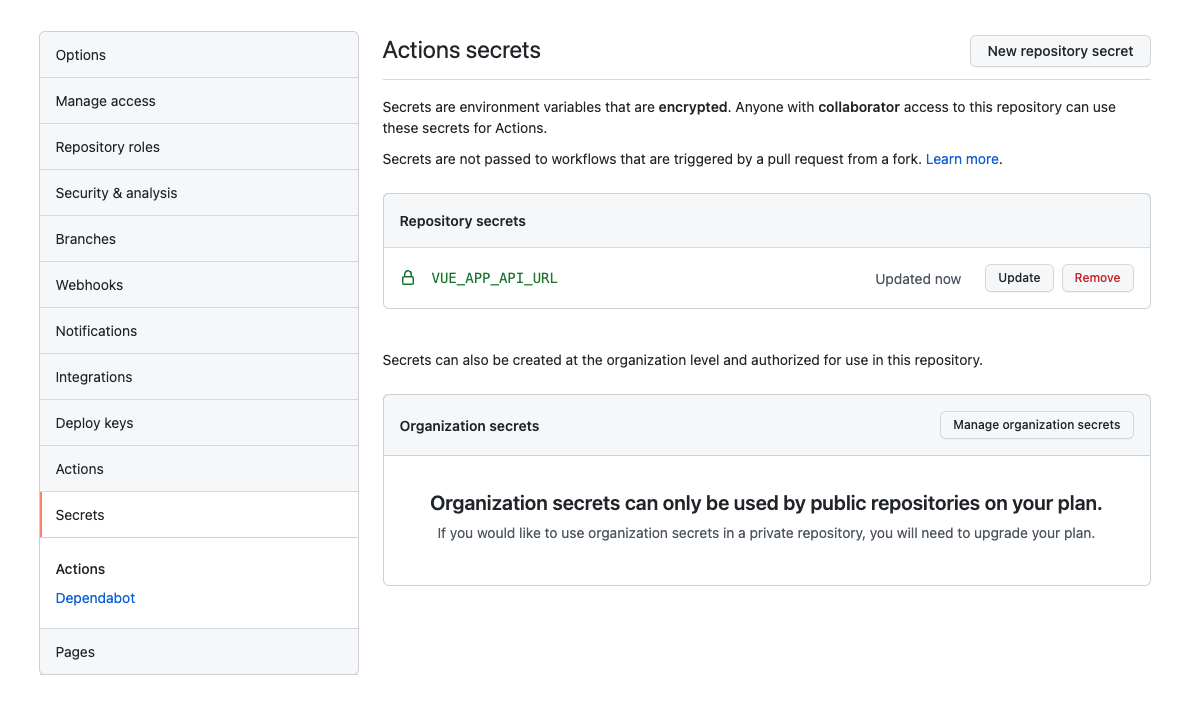 Options
Manage access
Repository roles
Security & analysis
Branches
Webhooks
Notifications
Integrations
Deploy keys
Actions
Secrets
Actions
Dependabot
Pages
Actions secrets
New repository secret
Secrets are environment variables that are encrypted. Anyone with collaborator access to this repository can use
these secrets for Actions.
Secrets are not passed to workflows that are triggered by a pull request from a fork. Learn more.
Repository secrets
VUE_APP_API_URL Updated now Update Remove
Secrets can also be created at the organization level and authorized for use in this repository.
Organization secrets Manage organization secrets
Organization secrets can only be used by public repositories on your plan.
If you would like to use organization secrets in a private repository, you will need to upgrade your plan.